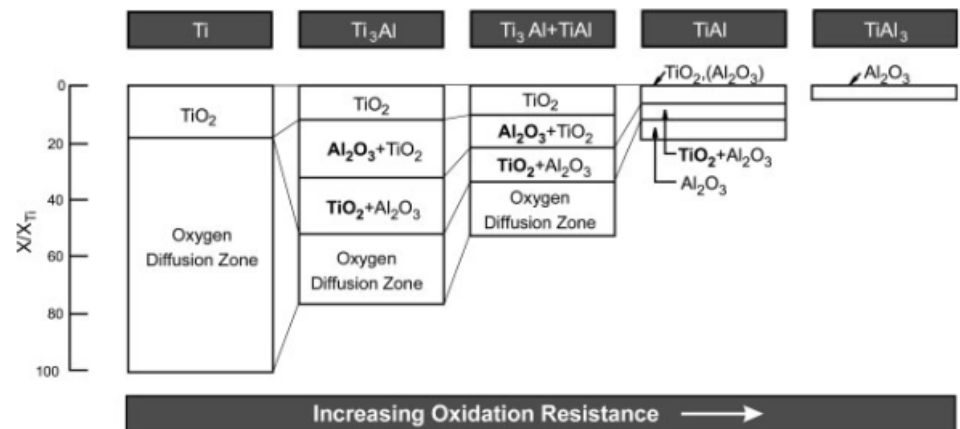 Ti
Ti₃Al
Ti₃ Al+TiAl
TiAl
TiAl₃
TiO₂,(Al₂O₃)
Al₂O₃
0
20
40
60
80
100
X/X_Ti
TiO₂
Oxygen
Diffusion Zone
TiO₂
Al₂O₃+TiO₂
TiO₂+Al₂O₃
Oxygen
Diffusion Zone
TiO₂
Al₂O₃+TiO₂
TiO₂+Al₂O₃
Oxygen
Diffusion Zone
TiO₂+Al₂O₃
Al₂O₃
Increasing Oxidation Resistance